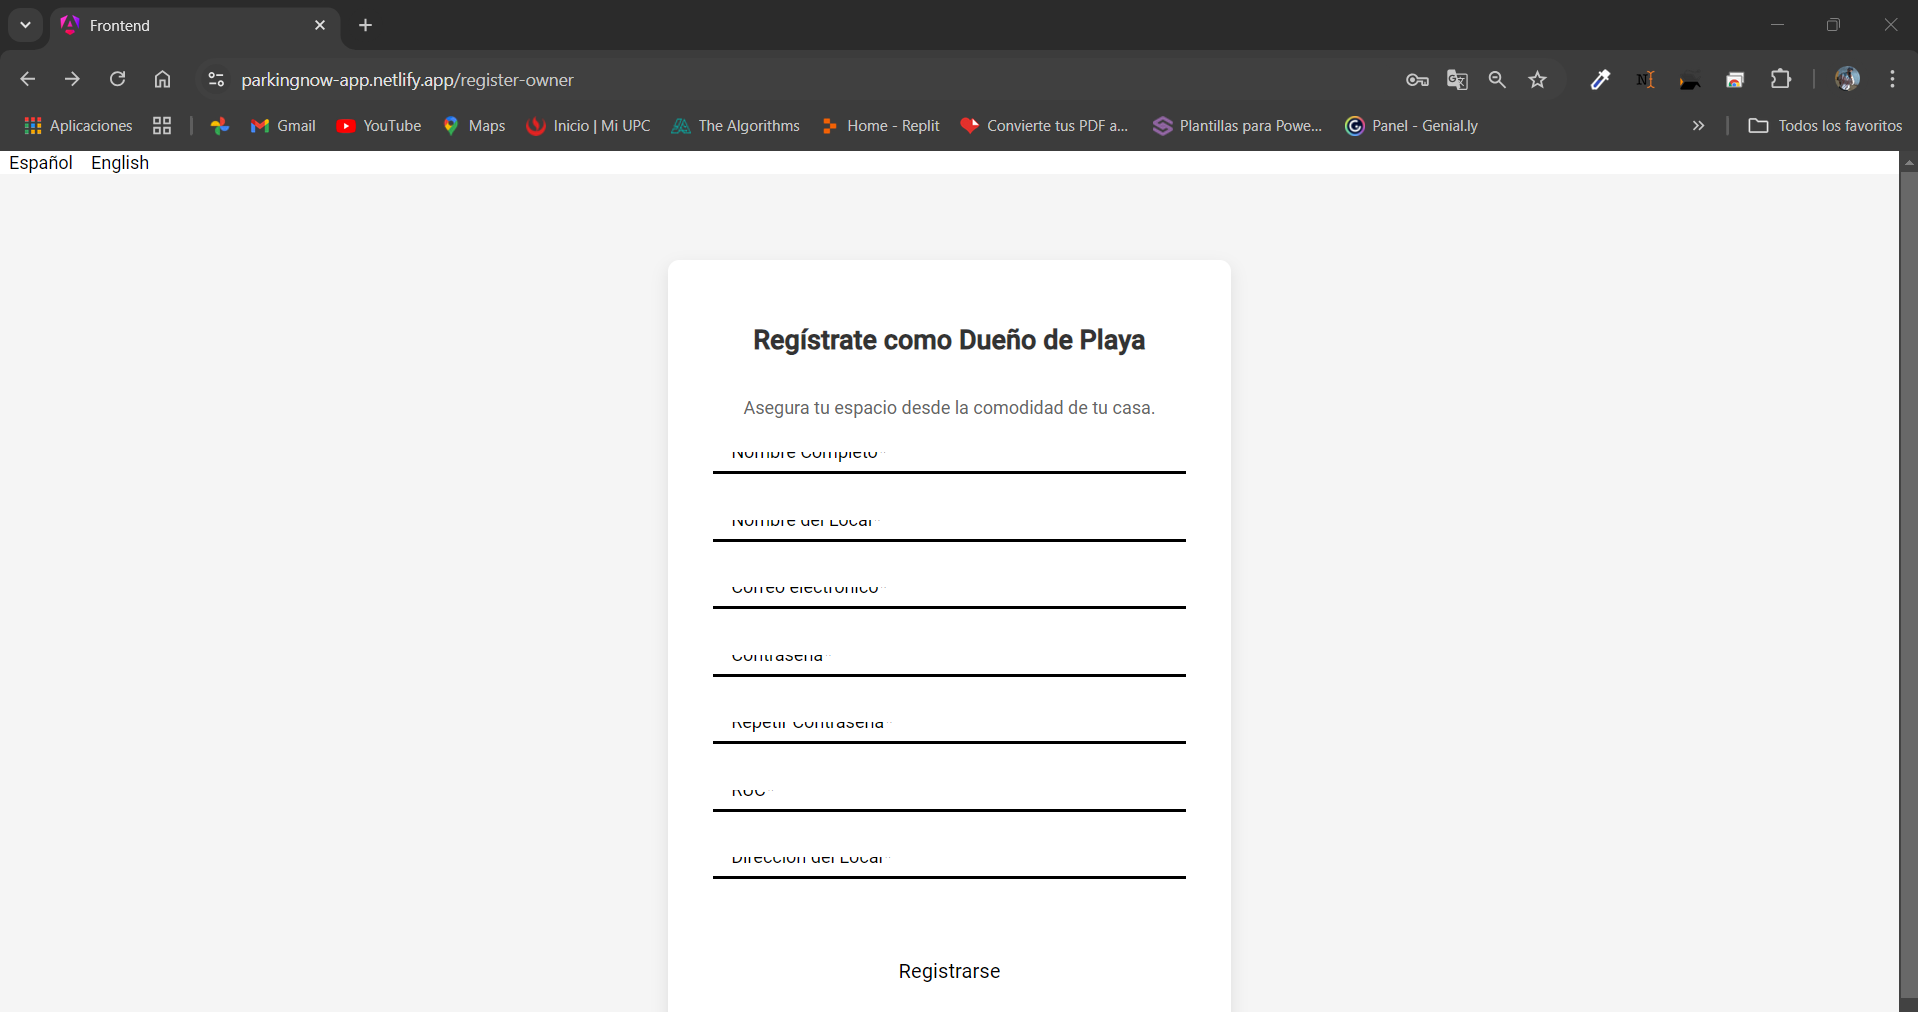 Frontend
parkingnow-app.netlify.app/register-owner
Aplicaciones Gmail YouTube Maps Inicio | Mi UPC The Algorithms Home - Replit Convierte tus PDF a... Plantillas para Powe... Panel - Genial.ly » Todos los favoritos
Español English
Regístrate como Dueño de Playa
Asegura tu espacio desde la comodidad de tu casa.
Nombre Completo*
Nombre del Local*
Correo electrónico*
Contraseña*
Repetir Contraseña*
RUC*
Dirección del Local*
Registrarse